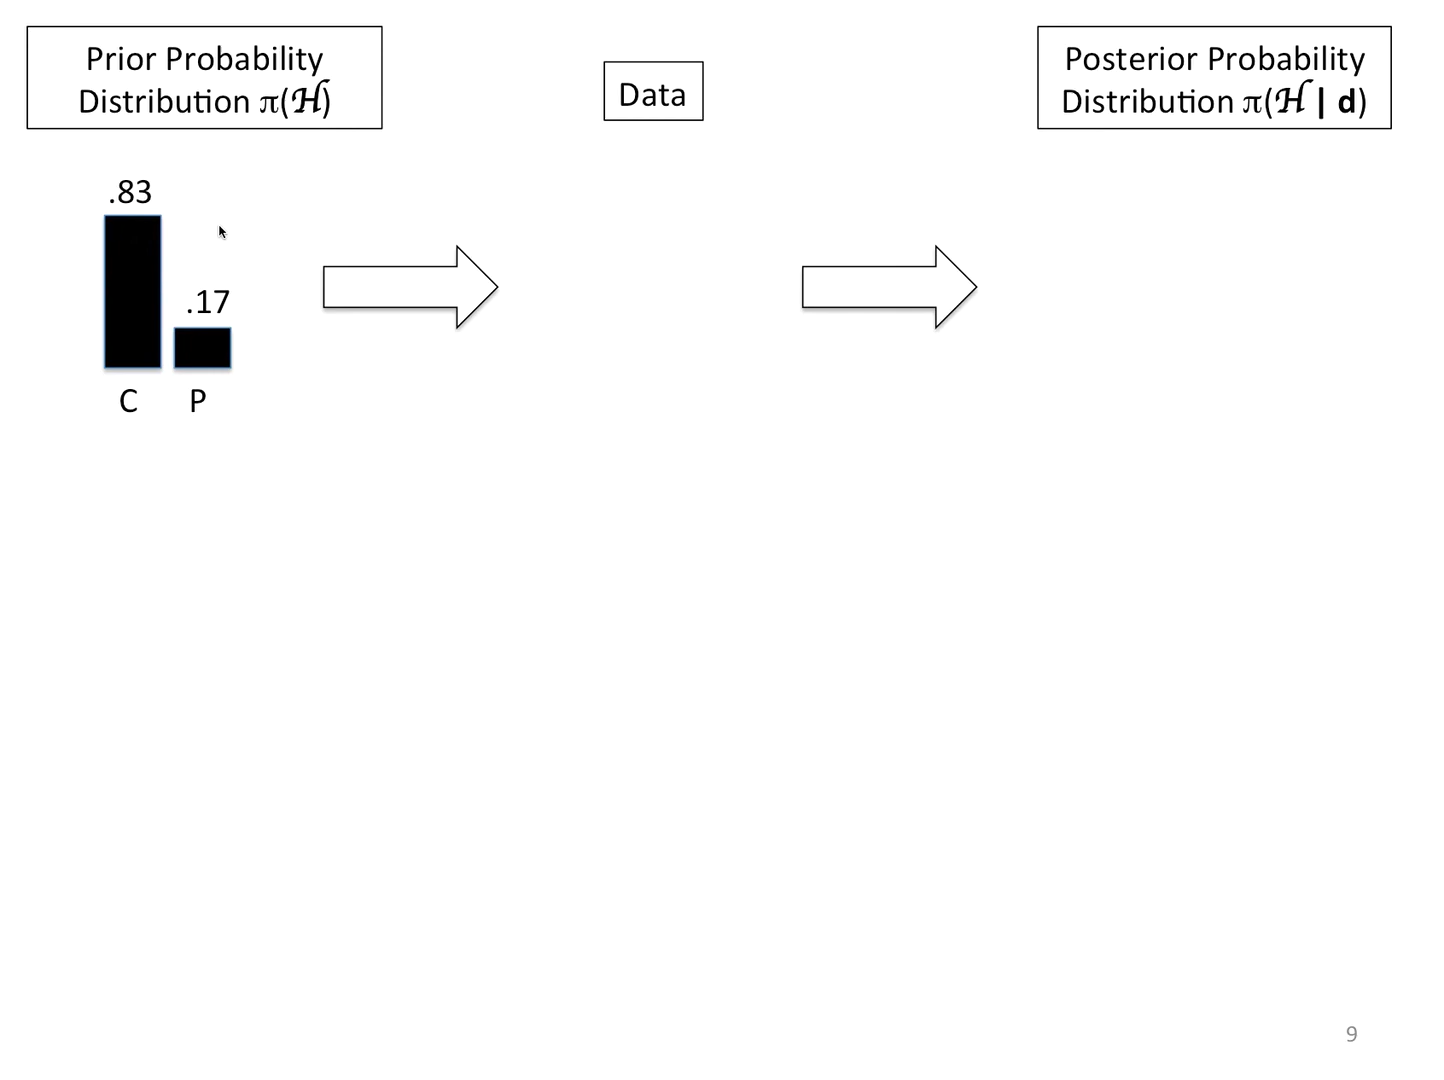 Prior Probability
Distribution π(ℋ)
Data
Posterior Probability
Distribution π(ℋ | d)
.83
.17
C P
9